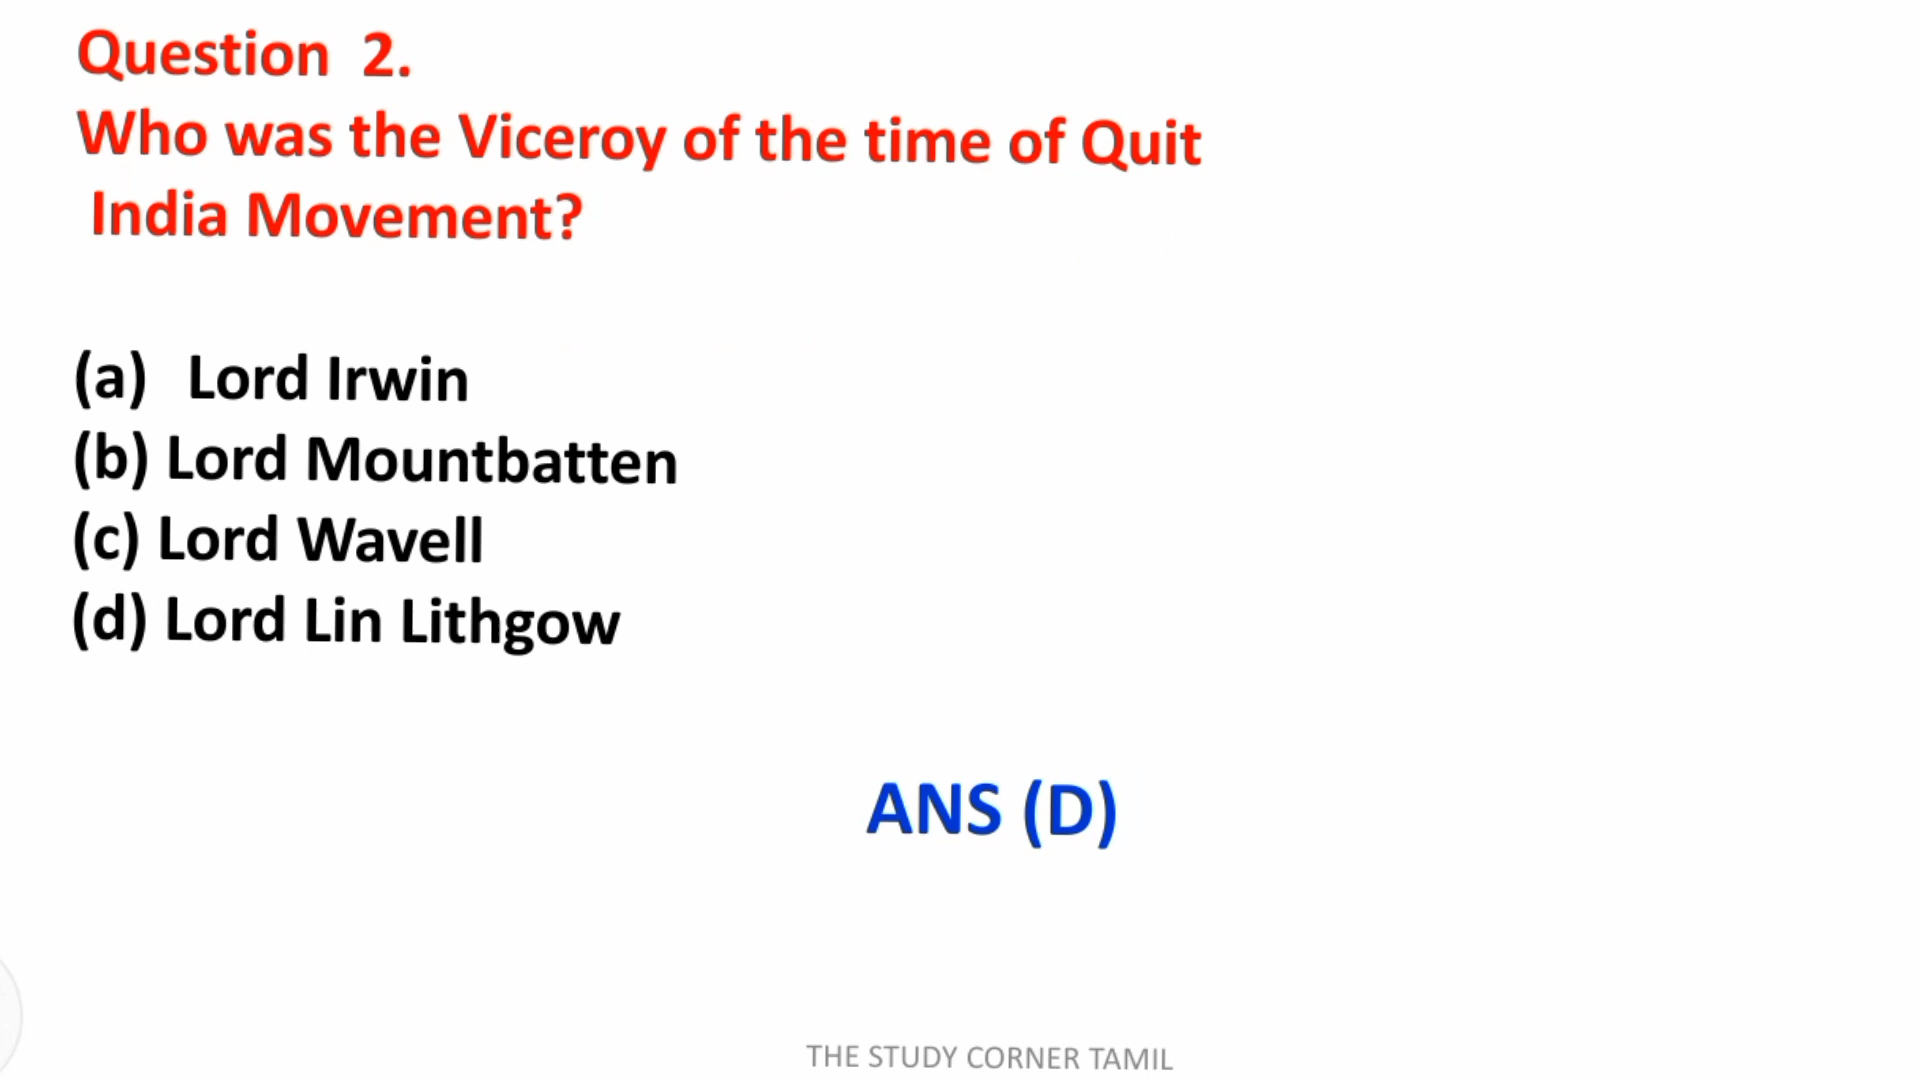 Question 2.
Who was the Viceroy of the time of Quit
India Movement?
(a) Lord Irwin
(b) Lord Mountbatten
(c) Lord Wavell
(d) Lord Lin Lithgow
ANS (D)
THE STUDY CORNER TAMIL